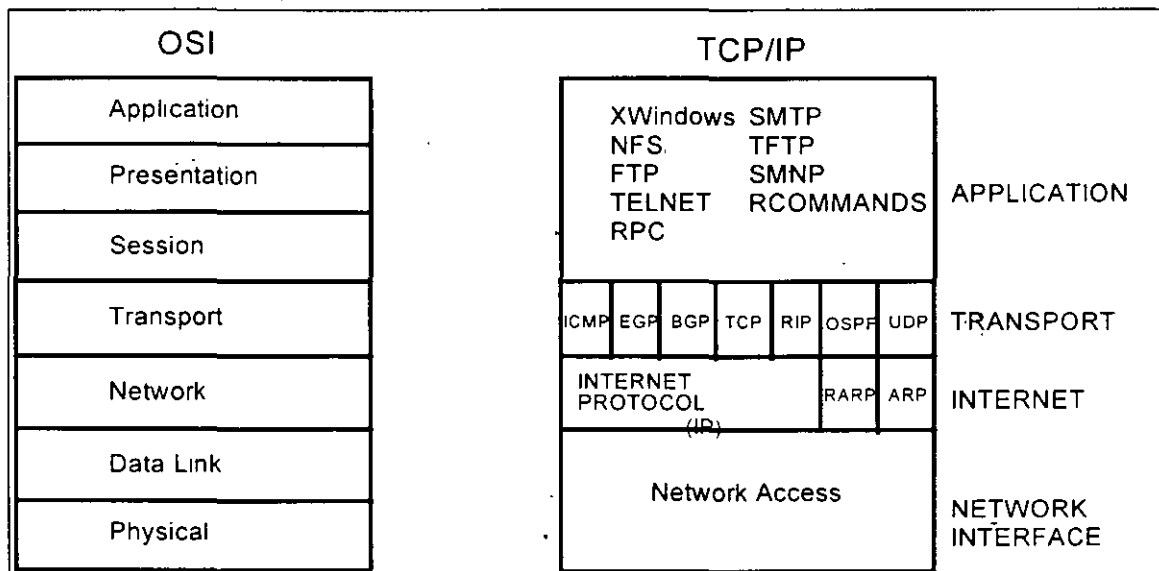 OSI
TCP/IP
Application
Presentation
Session
Transport
Network
Data Link
Physical
XWindows SMTP
NFS. TFTP
FTP SMNP
TELNET RCOMMANDS
RPC
APPLICATION
ICMP EGP BGP TCP RIP OSPF UDP
TRANSPORT
INTERNET
PROTOCOL
(IP)
RARP ARP
INTERNET
Network Access
NETWORK
INTERFACE